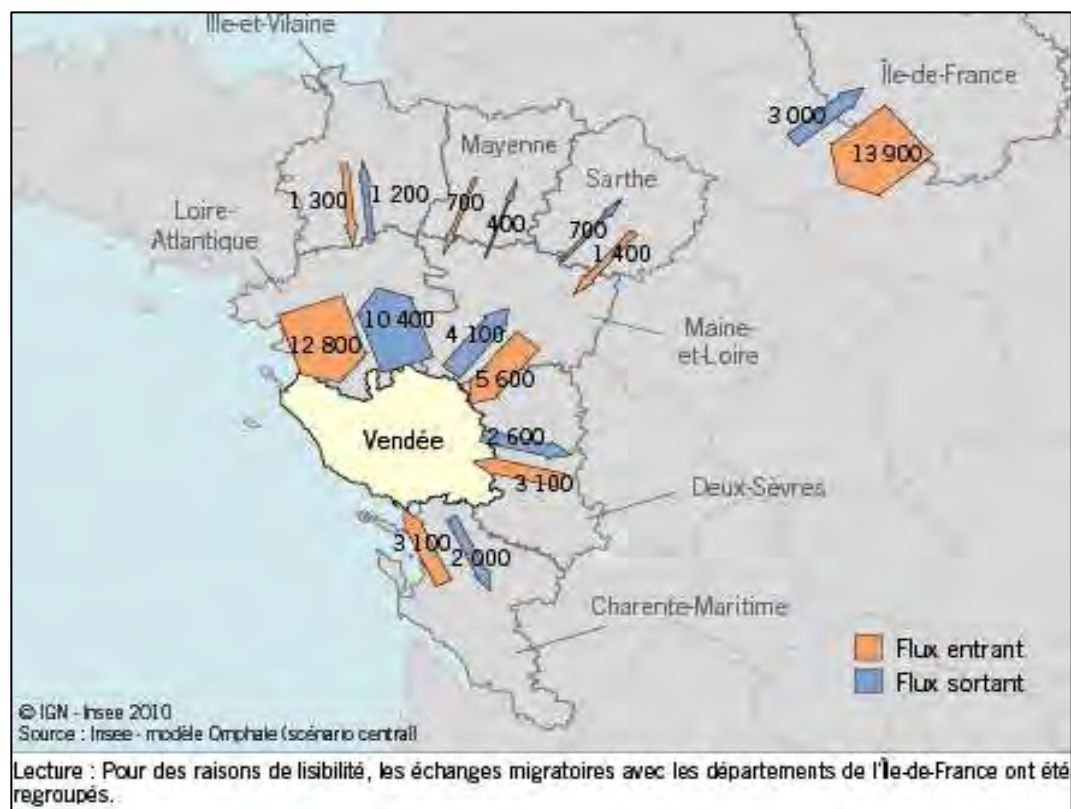 Ille-et-Vilaine
Île-de-France
3 000
13 900
Mayenne
Sarthe
1 300
1 200
700
400
700
1 400
Loire-
Atlantique
12 800
10 400
4 100
5 600
Maine-
et-Loire
Vendée
2 600
3 100
Deux-Sèvres
3 100
2 000
Charente-Maritime
Flux entrant
Flux sortant
© IGN - Insee 2010
Source : Insee - modèle Omphale (scénario central)
Lecture : Pour des raisons de lisibilité, les échanges migratoires avec les départements de l'Île-de-France ont été
regroupés.